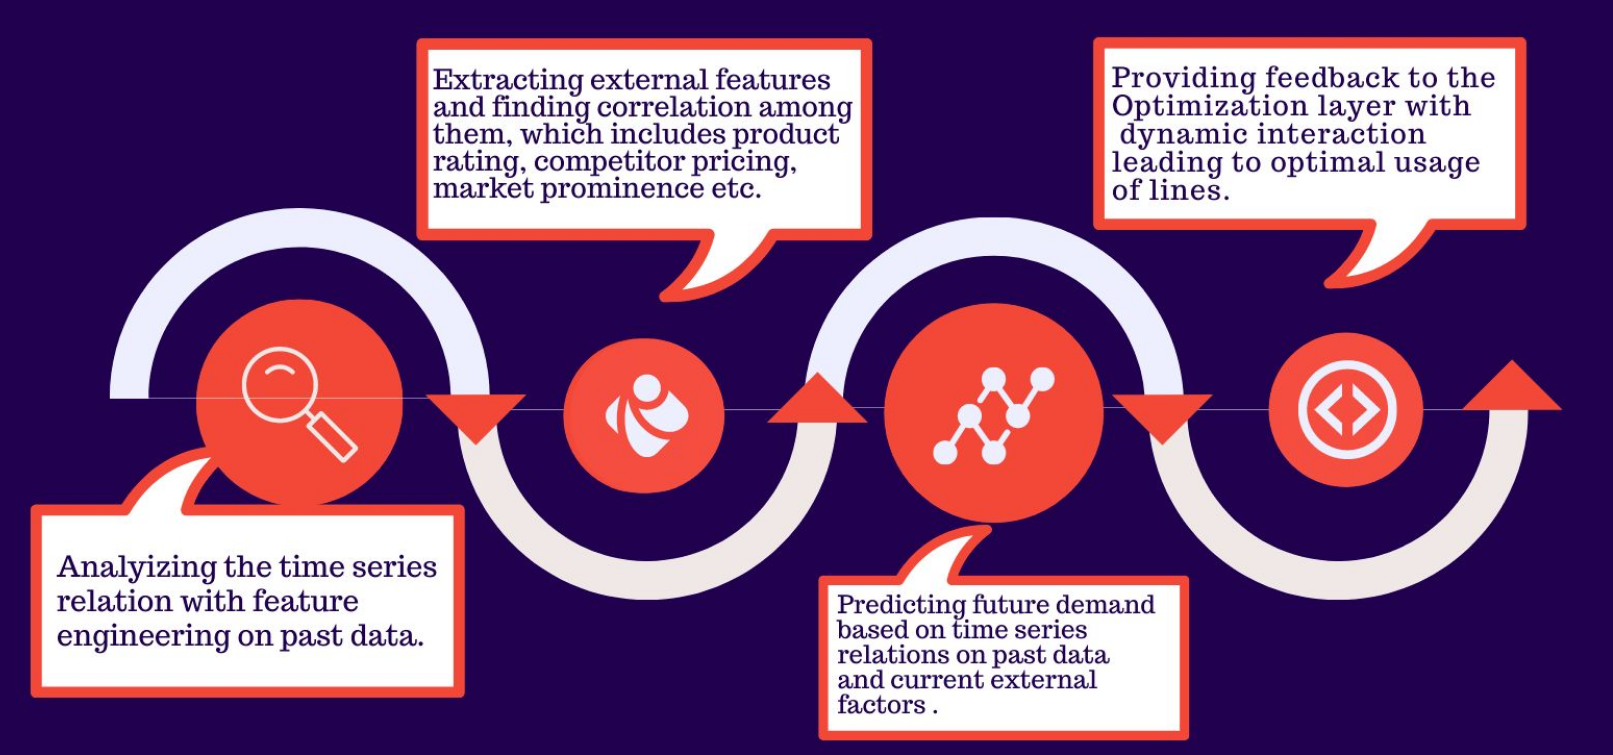 Analyizing the time series
relation with feature
engineering on past data.
Extracting external features
and finding correlation among
them, which includes product
rating, competitor pricing,
market prominence etc.
Predicting future demand
based on time series
relations on past data
and current external
factors .
Providing feedback to the
Optimization layer with
dynamic interaction
leading to optimal usage
of lines.